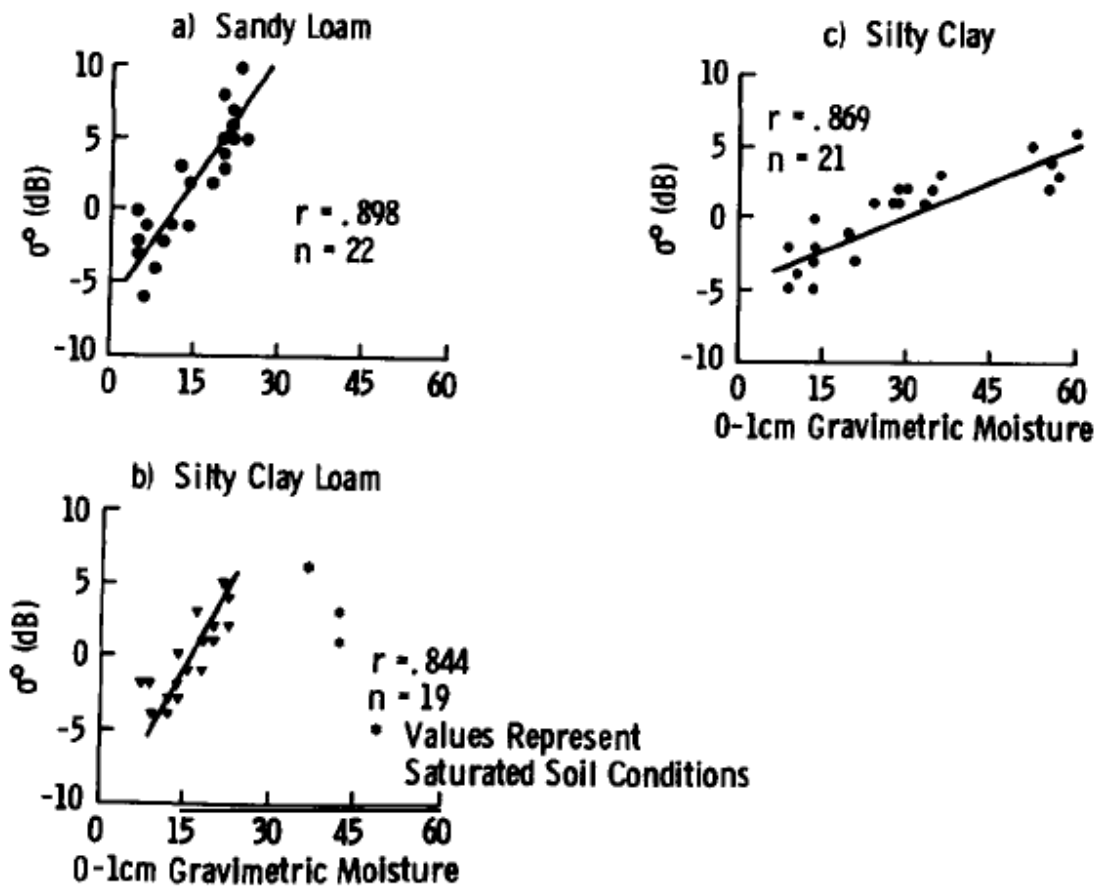 a) Sandy Loam
10
5
0
-5
-10
σ° (dB)
r = .898
n = 22
0 15 30 45 60
c) Silty Clay
10
5
0
-5
-10
σ° (dB)
r = .869
n = 21
0 15 30 45 60
0-1cm Gravimetric Moisture
b) Silty Clay Loam
10
5
0
-5
-10
σ° (dB)
r = .844
n = 19
* Values Represent
Saturated Soil Conditions
0 15 30 45 60
0-1cm Gravimetric Moisture